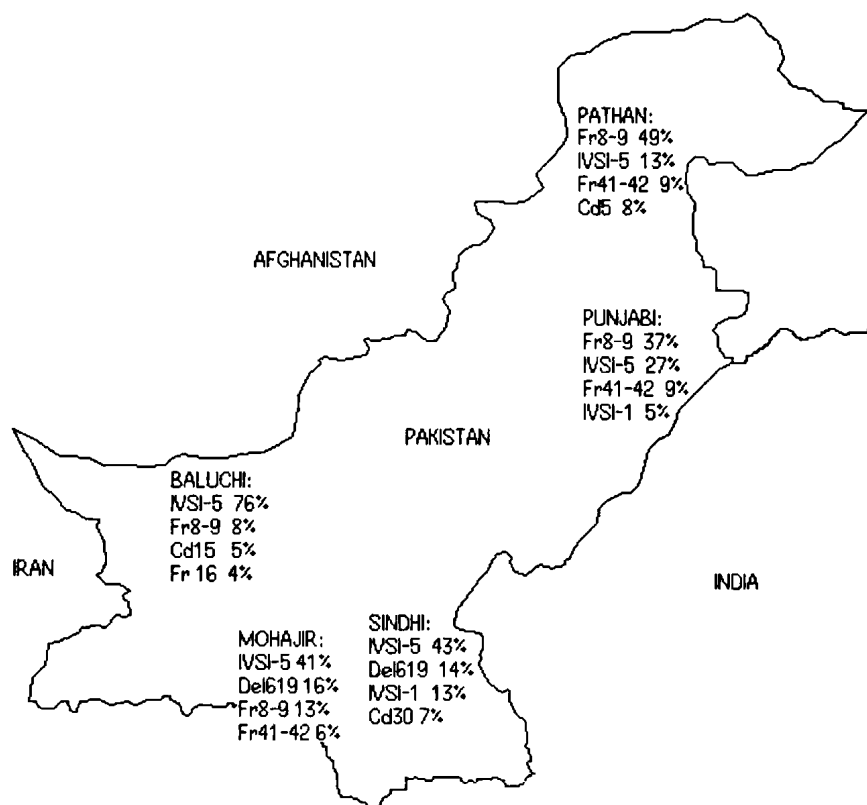 PATHAN:
Fr8-9 49%
IVSI-5 13%
Fr41-42 9%
Cd5 8%
AFGHANISTAN
PUNJABI:
Fr8-9 37%
IVSI-5 27%
Fr41-42 9%
IVSI-1 5%
PAKISTAN
BALUCHI:
IVSI-5 76%
Fr8-9 8%
Cd15 5%
Fr 16 4%
IRAN
INDIA
MOHAJIR:
IVSI-5 41%
Del619 16%
Fr8-9 13%
Fr41-42 6%
SINDHI:
IVSI-5 43%
Del619 14%
IVSI-1 13%
Cd30 7%